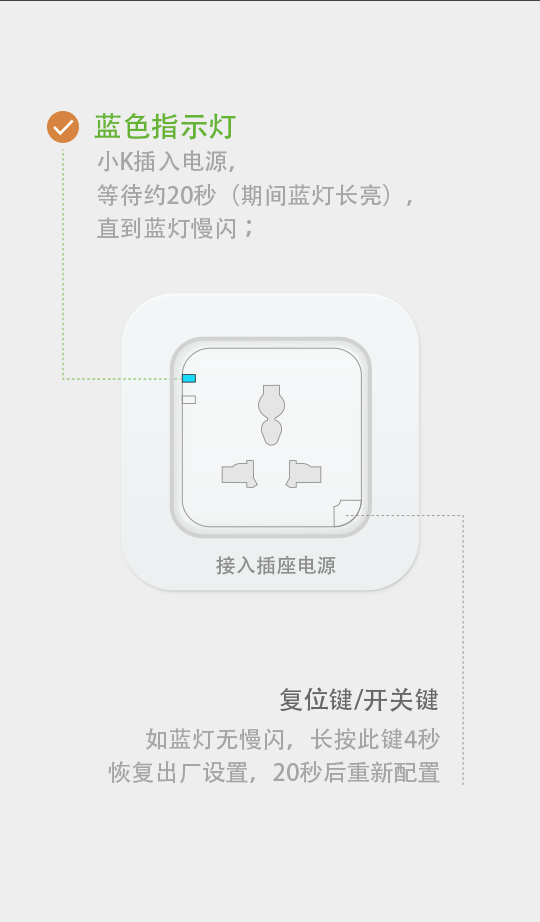 蓝色指示灯
小K插入电源，
等待约20秒（期间蓝灯长亮），
直到蓝灯慢闪；
接入插座电源
复位键/开关键
如蓝灯无慢闪，长按此键4秒
恢复出厂设置，20秒后重新配置